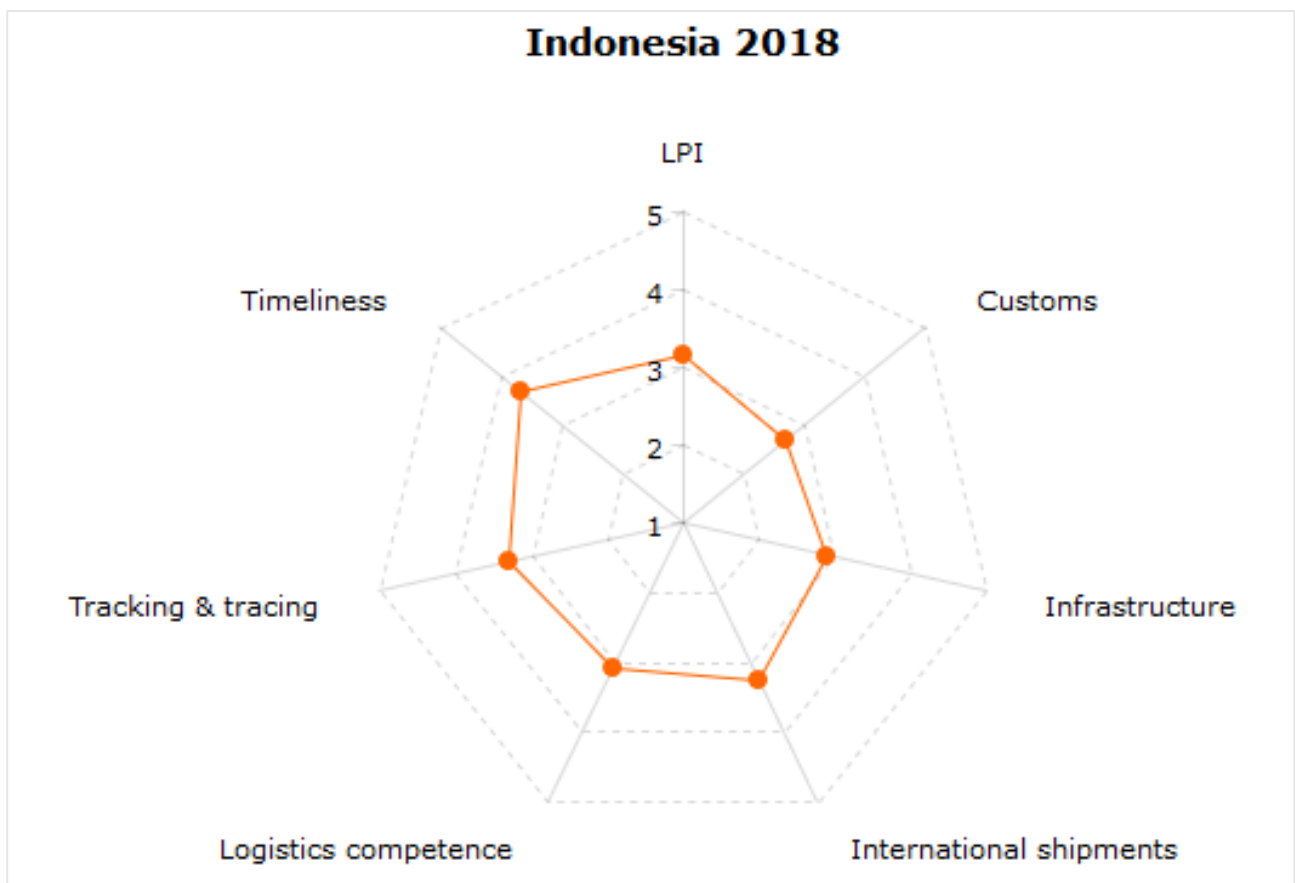 Indonesia 2018
LPI
5
Customs
4
Timeliness
3
2
1
Infrastructure
Tracking & tracing
International shipments
Logistics competence